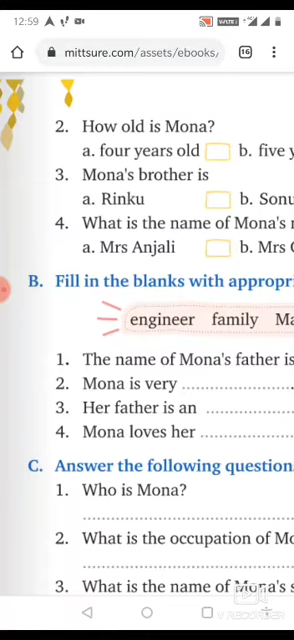 12:59
VoLTE
mittsure.com/assets/ebooks/
16
2. How old is Mona?
a. four years old b. five y
3. Mona's brother is
a. Rinku b. Sonu
4. What is the name of Mona's
a. Mrs Anjali b. Mrs
B. Fill in the blanks with appropri
engineer family Ma
1. The name of Mona's father is
2. Mona is very ....................
3. Her father is an ................
4. Mona loves her ..................
C. Answer the following question
1. Who is Mona?
2. What is the occupation of Mo
3. What is the name of Mona's s
V RECORDER